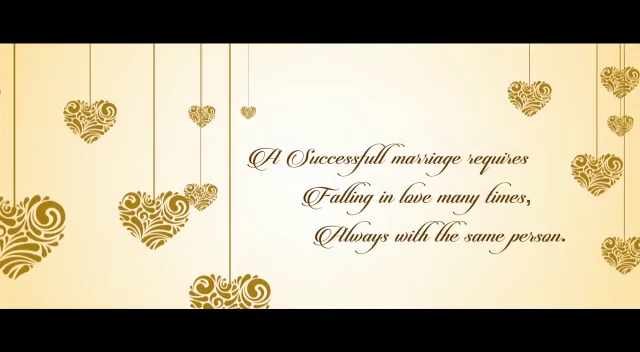 A Successfull marriage requires
Falling in love many times,
Always with the same person.